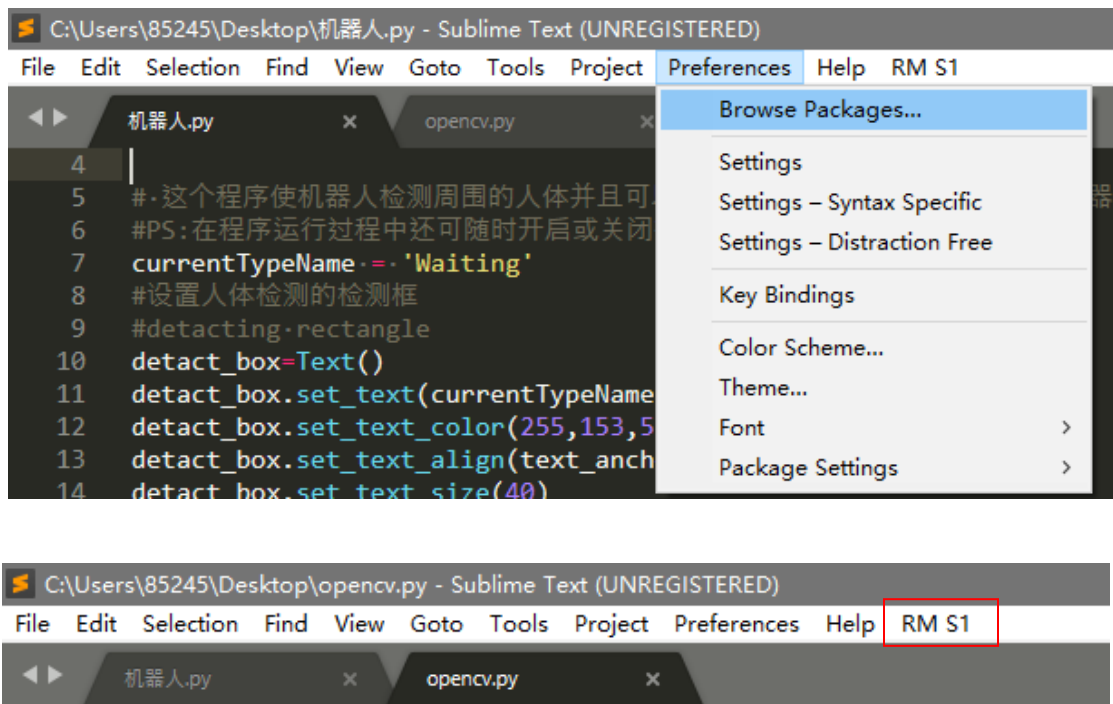 C:\Users\85245\Desktop\机器人.py - Sublime Text (UNREGISTERED)
File Edit Selection Find View Goto Tools Project Preferences Help RM S1
机器人.py × opencv.py ×
Browse Packages...
Settings
Settings – Syntax Specific
Settings – Distraction Free
Key Bindings
Color Scheme...
Theme...
Font >
Package Settings >
4
5 #·这个程序使机器人检测周围的人体并且可 器
6 #PS:在程序运行过程中还可随时开启或关闭
7 currentTypeName·=·'Waiting'
8 #设置人体检测的检测框
9 #detacting·rectangle
10 detact_box=Text()
11 detact_box.set_text(currentTypeName
12 detact_box.set_text_color(255,153,5
13 detact_box.set_text_align(text_anch
14 detact_box.set_text_size(40)
C:\Users\85245\Desktop\opencv.py - Sublime Text (UNREGISTERED)
File Edit Selection Find View Goto Tools Project Preferences Help RM S1
机器人.py × opencv.py ×